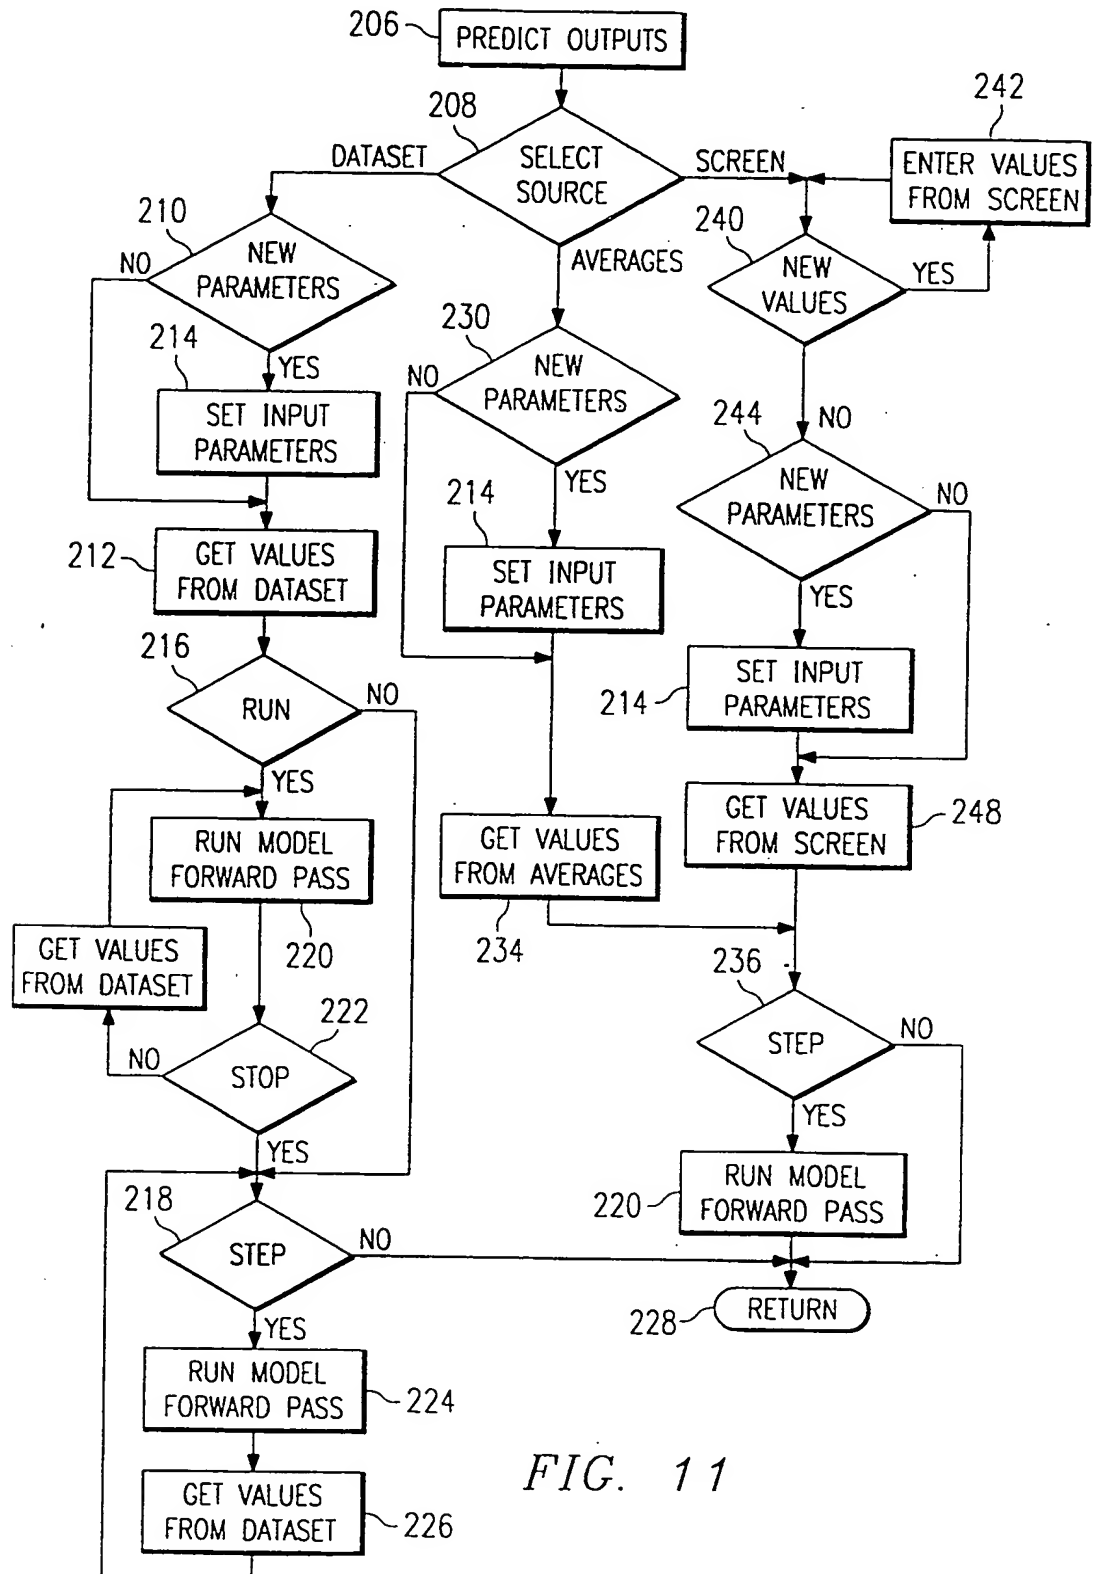 206
PREDICT OUTPUTS
208
SELECT
SOURCE
DATASET
SCREEN
AVERAGES
242
ENTER VALUES
FROM SCREEN
210
NEW
PARAMETERS
NO
YES
214
SET INPUT
PARAMETERS
212
GET VALUES
FROM DATASET
216
RUN
NO
YES
RUN MODEL
FORWARD PASS
220
GET VALUES
FROM DATASET
222
STOP
NO
YES
218
STEP
NO
YES
RUN MODEL
FORWARD PASS
224
GET VALUES
FROM DATASET
226
230
NEW
PARAMETERS
NO
YES
214
SET INPUT
PARAMETERS
GET VALUES
FROM AVERAGES
234
240
NEW
VALUES
YES
NO
244
NEW
PARAMETERS
NO
YES
SET INPUT
PARAMETERS
214
GET VALUES
FROM SCREEN
248
236
STEP
NO
YES
RUN MODEL
FORWARD PASS
220
RETURN
228
FIG. 11